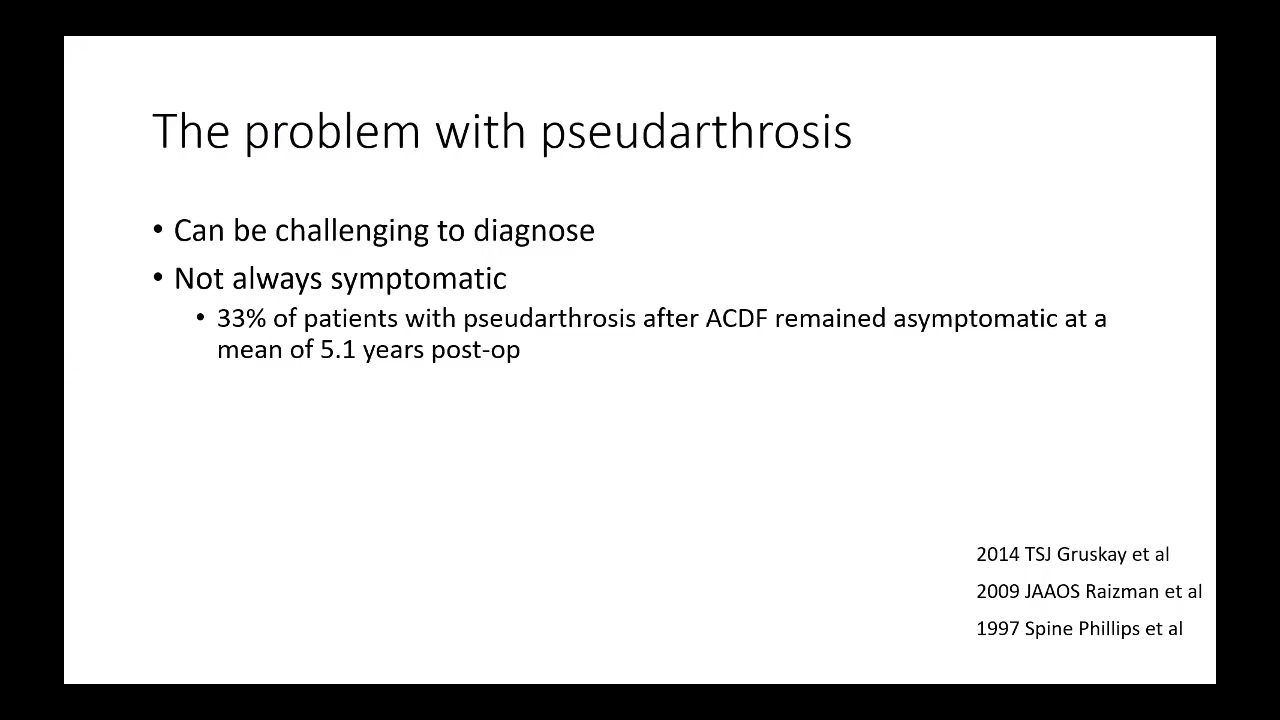 The problem with pseudarthrosis
• Can be challenging to diagnose
• Not always symptomatic
• 33% of patients with pseudarthrosis after ACDF remained asymptomatic at a
mean of 5.1 years post-op
2014 TSJ Gruskay et al
2009 JAAOS Raizman et al
1997 Spine Phillips et al